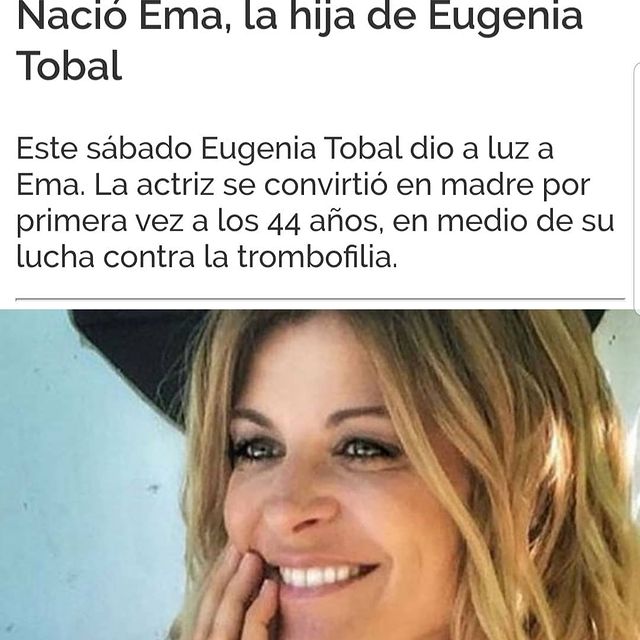 Nació Ema, la hija de Eugenia
Tobal
Este sábado Eugenia Tobal dio a luz a
Ema. La actriz se convirtió en madre por
primera vez a los 44 años, en medio de su
lucha contra la trombofilia.